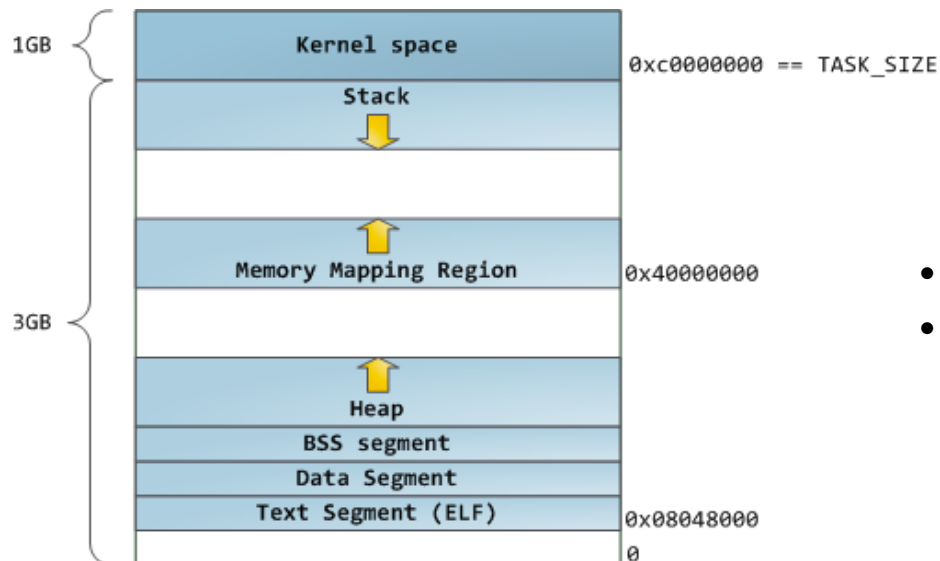 1GB
Kernel space
0xc0000000 == TASK_SIZE
Stack
Memory Mapping Region
0x40000000
3GB
Heap
BSS segment
Data Segment
Text Segment (ELF)
0x08048000
0